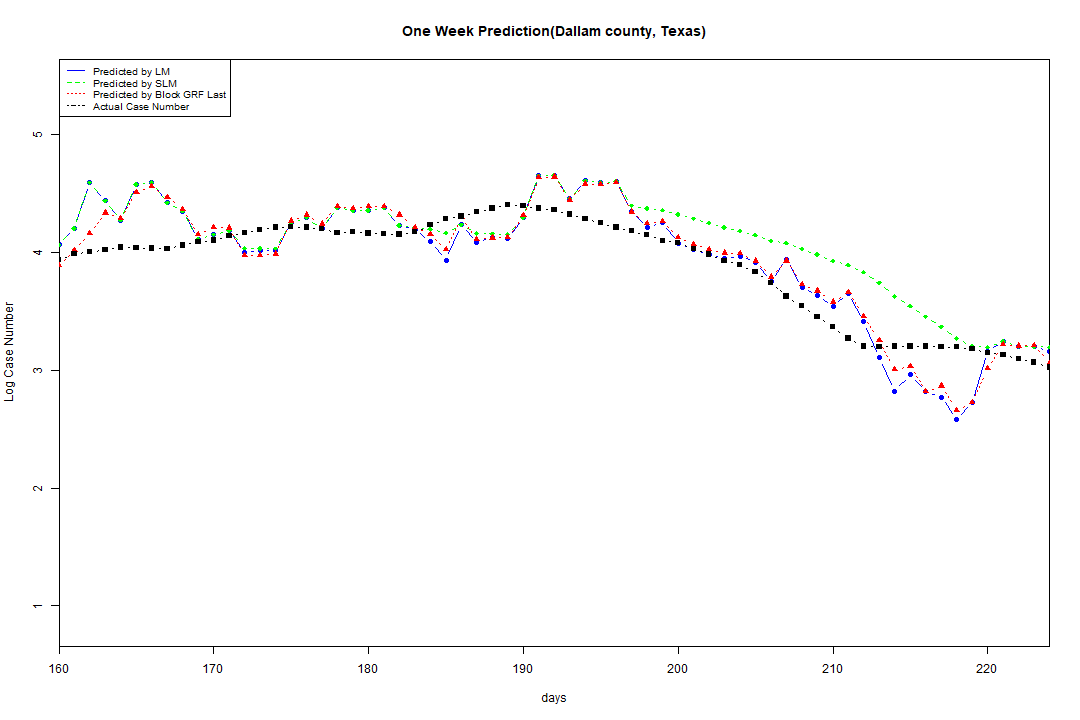 One Week Prediction(Dallam county, Texas)
Predicted by LM
Predicted by SLM
Predicted by Block GRF Last
Actual Case Number
5
4
3
2
1
Log Case Number
160 170 180 190 200 210 220
days